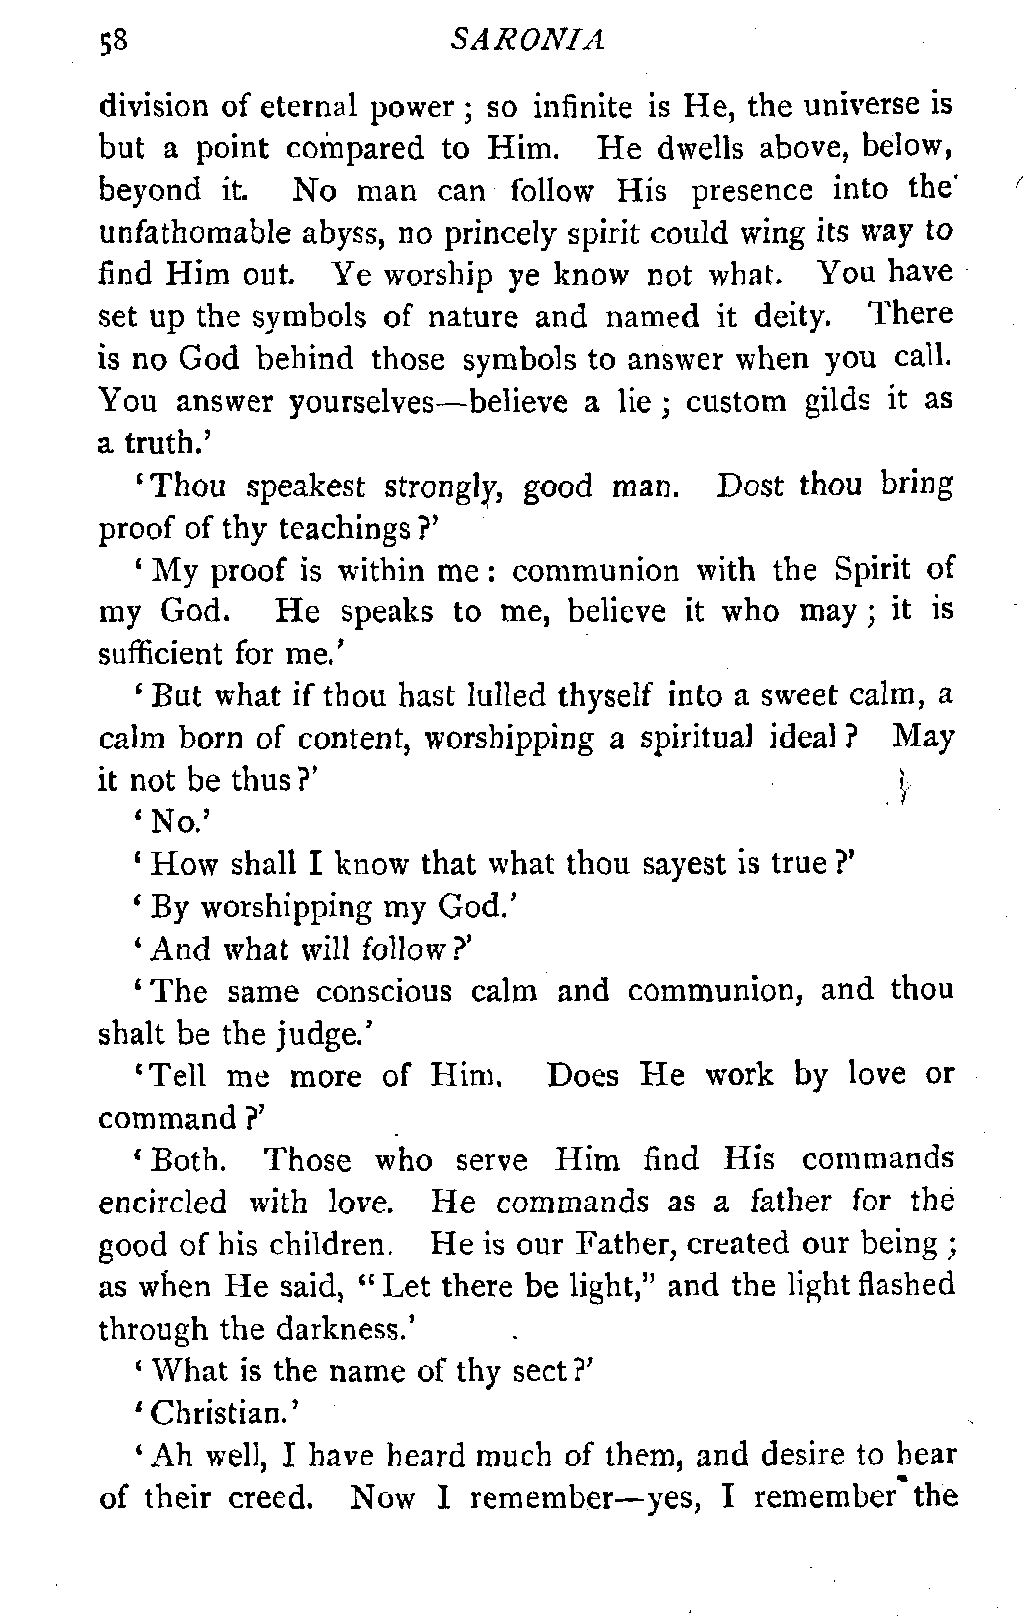 58 SARONIA
division of eternal power ; so infinite is He, the universe is
but a point compared to Him. He dwells above, below,
beyond it. No man can follow His presence into the
unfathomable abyss, no princely spirit could wing its way to
find Him out. Ye worship ye know not what. You have
set up the symbols of nature and named it deity. There
is no God behind those symbols to answer when you call.
You answer yourselves—believe a lie ; custom gilds it as
a truth.’
‘Thou speakest strongly, good man. Dost thou bring
proof of thy teachings ?’
‘ My proof is within me : communion with the Spirit of
my God. He speaks to me, believe it who may ; it is
sufficient for me.’
‘ But what if thou hast lulled thyself into a sweet calm, a
calm born of content, worshipping a spiritual ideal ? May
it not be thus ?’
‘ No.’
‘ How shall I know that what thou sayest is true ?’
‘ By worshipping my God.’
‘ And what will follow ?’
‘ The same conscious calm and communion, and thou
shalt be the judge.’
‘Tell me more of Him. Does He work by love or
command ?’
‘ Both. Those who serve Him find His commands
encircled with love. He commands as a father for the
good of his children. He is our Father, created our being ;
as when He said, “ Let there be light,” and the light flashed
through the darkness.’
‘ What is the name of thy sect ?’
‘ Christian.’
‘ Ah well, I have heard much of them, and desire to hear
of their creed. Now I remember—yes, I remember the